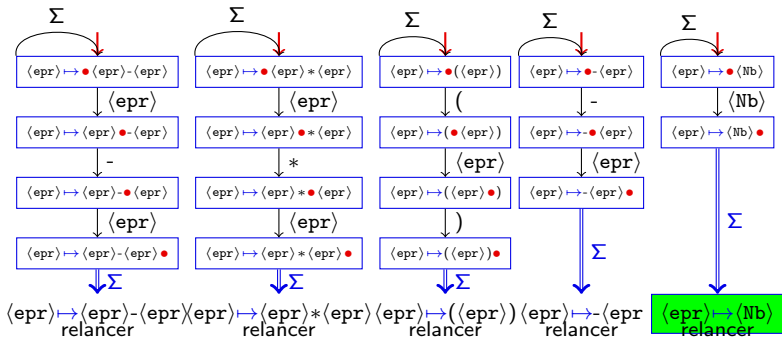 Σ Σ Σ Σ Σ
⟨epr⟩↦●⟨epr⟩-⟨epr⟩ ⟨epr⟩↦●⟨epr⟩*⟨epr⟩ ⟨epr⟩↦●(⟨epr⟩) ⟨epr⟩↦●-⟨epr⟩ ⟨epr⟩↦●⟨Nb⟩
⟨epr⟩ ⟨epr⟩ ( - ⟨Nb⟩
⟨epr⟩↦⟨epr⟩●-⟨epr⟩ ⟨epr⟩↦⟨epr⟩●*⟨epr⟩ ⟨epr⟩↦(●⟨epr⟩) ⟨epr⟩↦-●⟨epr⟩ ⟨epr⟩↦⟨Nb⟩●
- * ⟨epr⟩ ⟨epr⟩
⟨epr⟩↦⟨epr⟩-●⟨epr⟩ ⟨epr⟩↦⟨epr⟩*●⟨epr⟩ ⟨epr⟩↦(⟨epr⟩●) ⟨epr⟩↦-⟨epr⟩●
⟨epr⟩ ⟨epr⟩ ) Σ
⟨epr⟩↦⟨epr⟩-⟨epr⟩● ⟨epr⟩↦⟨epr⟩*⟨epr⟩● ⟨epr⟩↦(⟨epr⟩)● Σ
Σ Σ Σ
⟨epr⟩↦⟨epr⟩-⟨epr⟩ ⟨epr⟩↦⟨epr⟩*⟨epr⟩ ⟨epr⟩↦(⟨epr⟩) ⟨epr⟩↦-⟨epr ⟨epr⟩↦⟨Nb⟩
relancer relancer relancer relancer relancer